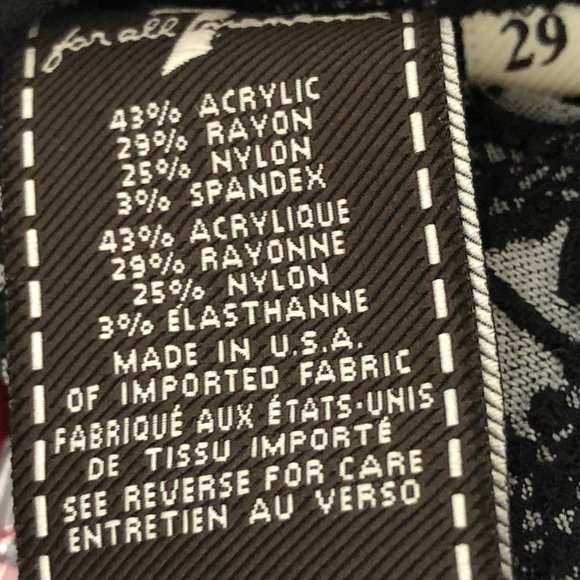 for all 7 mankind
29
43% ACRYLIC
29% RAYON
25% NYLON
3% SPANDEX
43% ACRYLIQUE
29% RAYONNE
25% NYLON
3% ELASTHANNE
MADE IN U.S.A.
OF IMPORTED FABRIC
FABRIQUÉ AUX ÉTATS-UNIS
DE TISSU IMPORTÉ
SEE REVERSE FOR CARE
ENTRETIEN AU VERSO